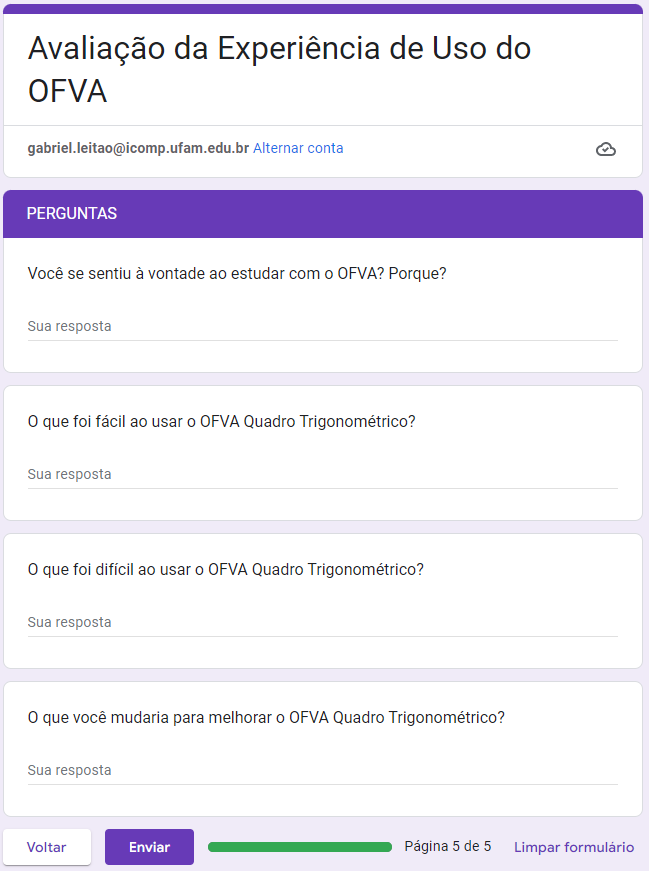 Avaliação da Experiência de Uso do
OFVA
gabriel.leitao@icomp.ufam.edu.br Alternar conta
PERGUNTAS
Você se sentiu à vontade ao estudar com o OFVA? Porque?
Sua resposta
O que foi fácil ao usar o OFVA Quadro Trigonométrico?
Sua resposta
O que foi difícil ao usar o OFVA Quadro Trigonométrico?
Sua resposta
O que você mudaria para melhorar o OFVA Quadro Trigonométrico?
Sua resposta
Voltar Enviar Página 5 de 5 Limpar formulário